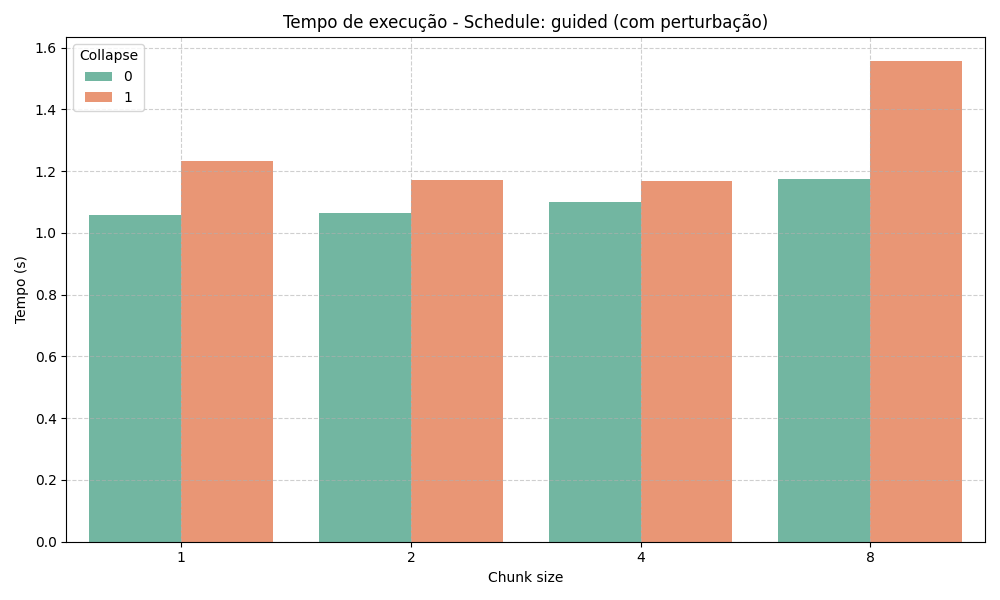 Tempo de execução - Schedule: guided (com perturbação)
Collapse
0
1
Tempo (s)
1.6
1.4
1.2
1.0
0.8
0.6
0.4
0.2
0.0
1 2 4 8
Chunk size